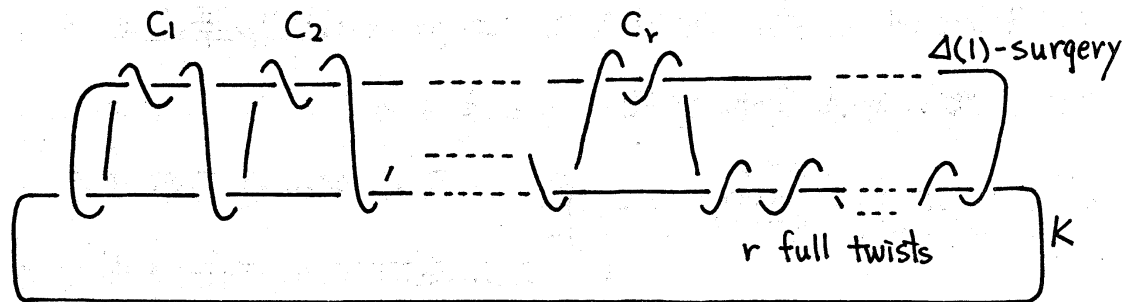 C₁ C₂ Cᵣ
Δ(1)-surgery
K
r full twists